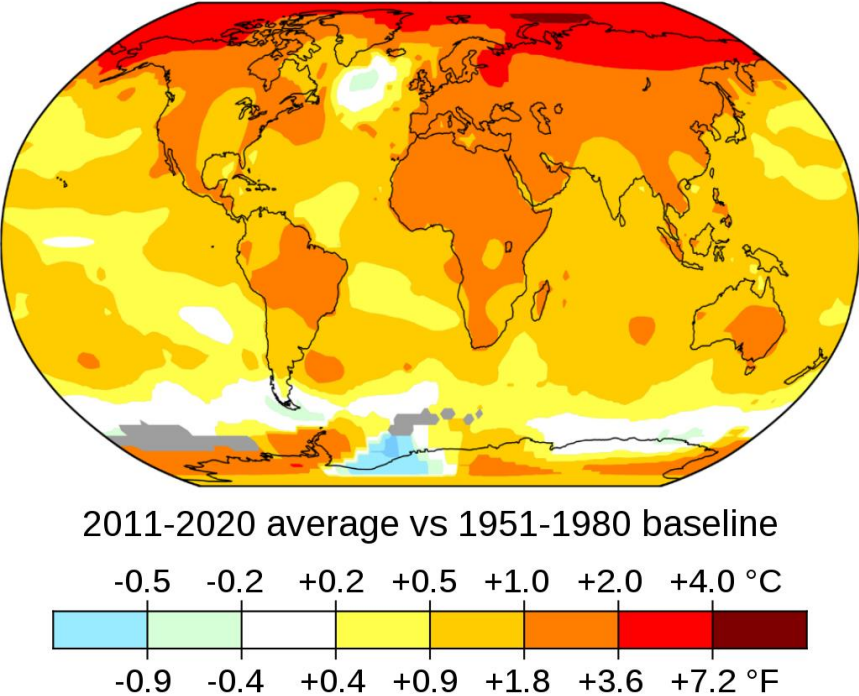 2011-2020 average vs 1951-1980 baseline
-0.5 -0.2 +0.2 +0.5 +1.0 +2.0 +4.0 °C
-0.9 -0.4 +0.4 +0.9 +1.8 +3.6 +7.2 °F